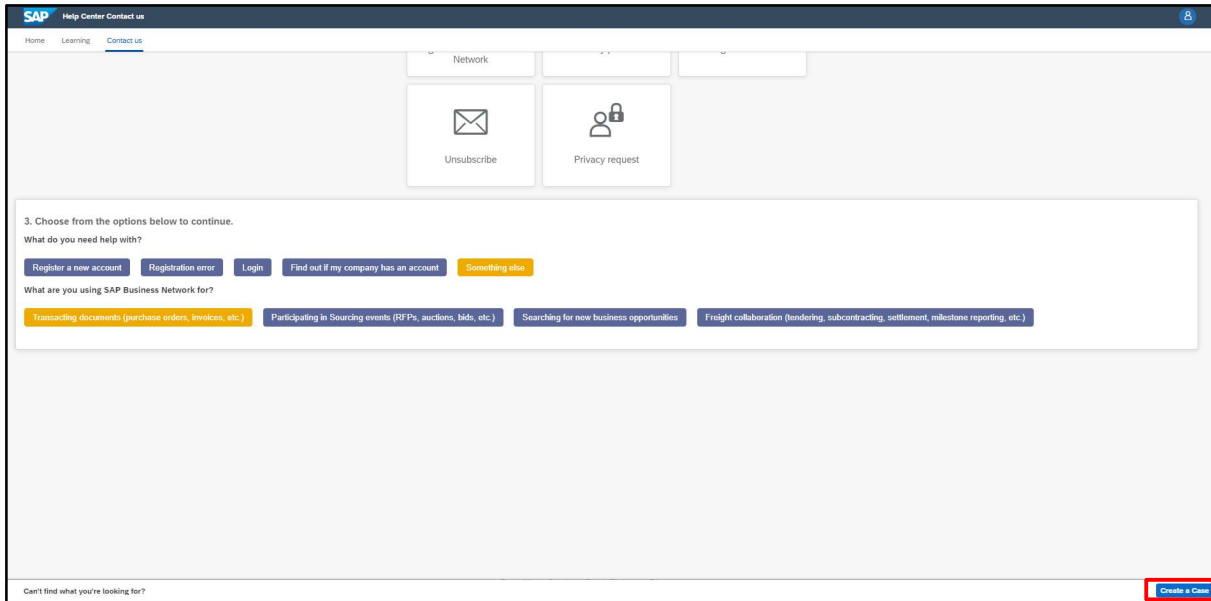 SAP Help Center Contact us
Home Learning Contact us
Network
Unsubscribe Privacy request
3. Choose from the options below to continue.
What do you need help with?
Register a new account Registration error Login Find out if my company has an account Something else
What are you using SAP Business Network for?
Transacting documents (purchase orders, invoices, etc.) Participating in Sourcing events (RFPs, auctions, bids, etc.) Searching for new business opportunities Freight collaboration (tendering, subcontracting, settlement, milestone reporting, etc.)
Can't find what you're looking for? Create a Case